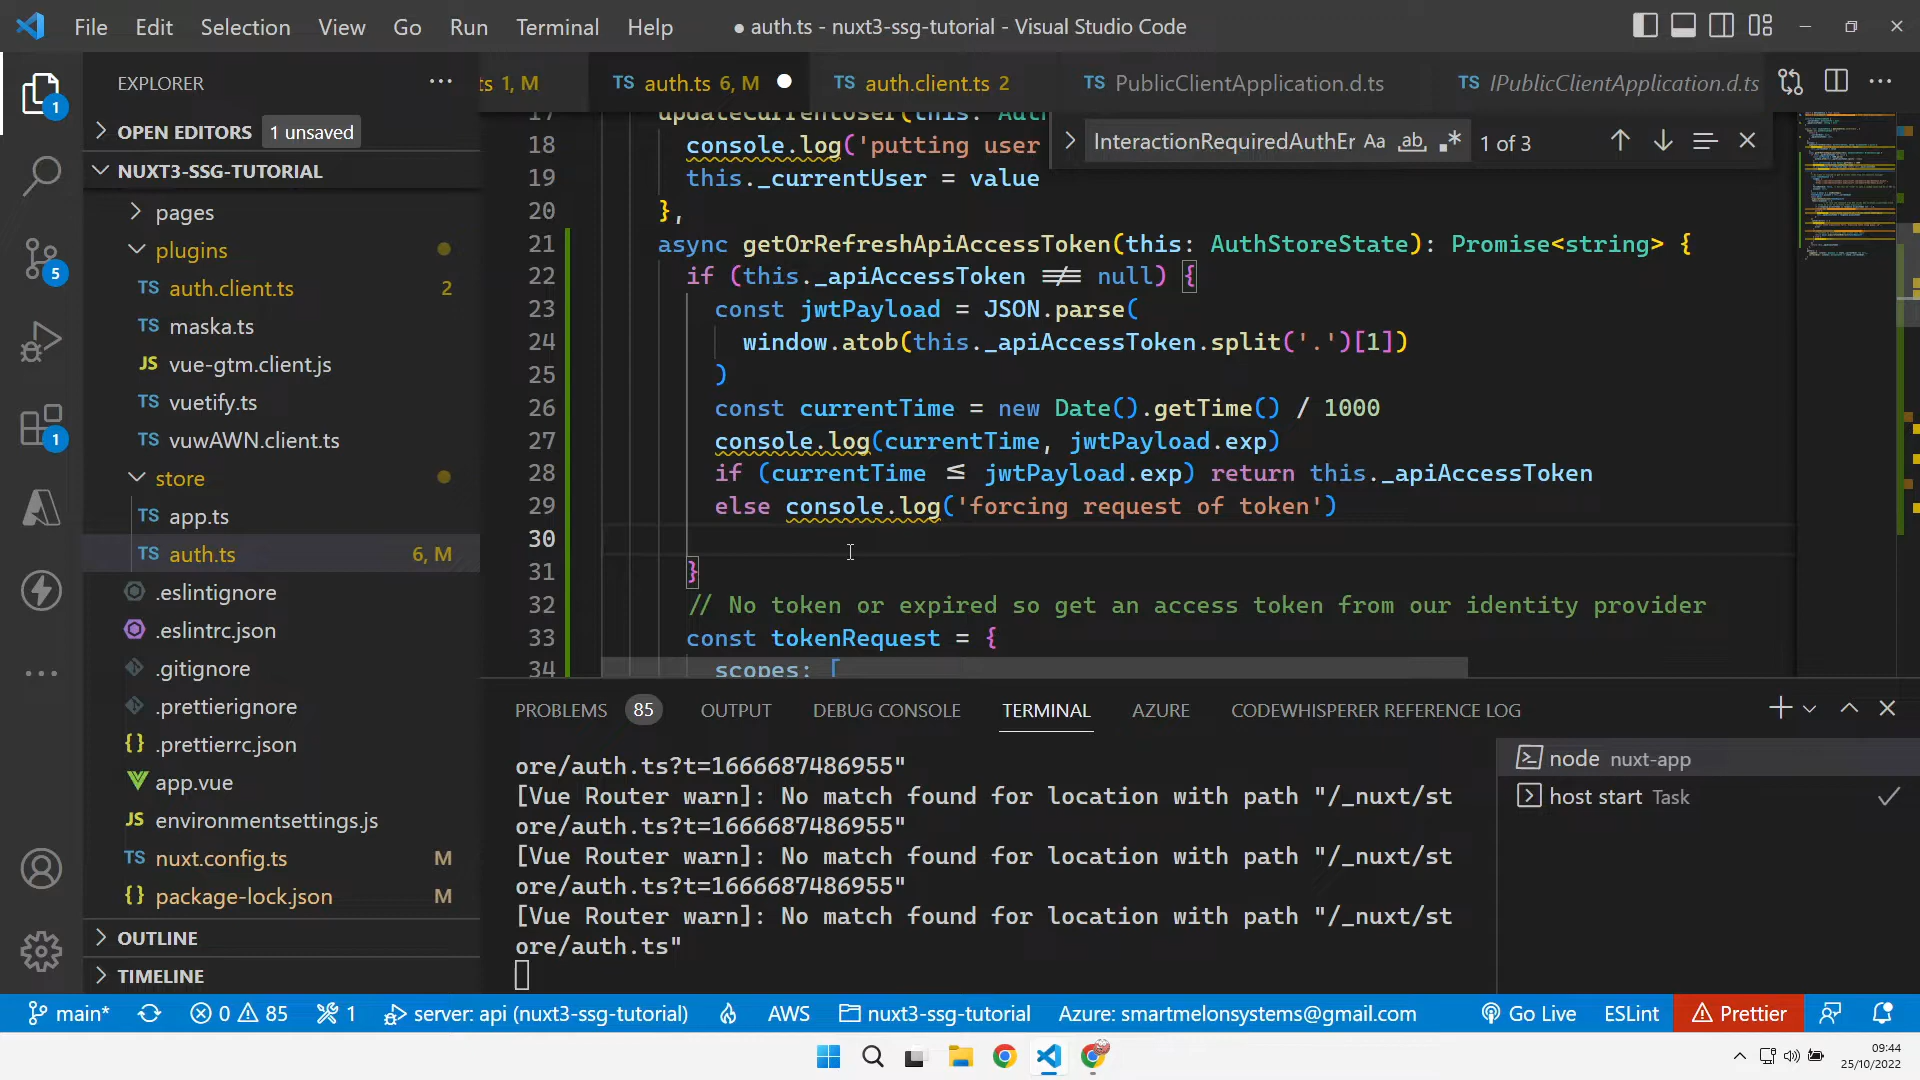 File Edit Selection View Go Run Terminal Help
● auth.ts - nuxt3-ssg-tutorial - Visual Studio Code
EXPLORER
OPEN EDITORS 1 unsaved
NUXT3-SSG-TUTORIAL
pages
plugins
TS auth.client.ts 2
TS maska.ts
JS vue-gtm.client.js
TS vuetify.ts
TS vuwAWN.client.ts
store
TS app.ts
TS auth.ts 6, M
.eslintignore
.eslintrc.json
.gitignore
.prettierignore
{} .prettierrc.json
app.vue
JS environmentsettings.js
TS nuxt.config.ts M
{} package-lock.json M
OUTLINE
TIMELINE
1
5
1
ts 1, M
TS auth.ts 6, M ●
TS auth.client.ts 2
TS PublicClientApplication.d.ts
TS IPublicClientApplication.d.ts
InteractionRequiredAuthEr Aa ab .* 1 of 3
17 updateCurrentUser(this: Auth
18 console.log('putting user
19 this._currentUser = value
20 },
21 async getOrRefreshApiAccessToken(this: AuthStoreState): Promise<string> {
22 if (this._apiAccessToken !== null) {
23 const jwtPayload = JSON.parse(
24 window.atob(this._apiAccessToken.split('.')[1])
25 )
26 const currentTime = new Date().getTime() / 1000
27 console.log(currentTime, jwtPayload.exp)
28 if (currentTime ≤ jwtPayload.exp) return this._apiAccessToken
29 else console.log('forcing request of token')
30
31 }
32 // No token or expired so get an access token from our identity provider
33 const tokenRequest = {
34 scopes: [
PROBLEMS 85 OUTPUT DEBUG CONSOLE TERMINAL AZURE CODEWHISPERER REFERENCE LOG
ore/auth.ts?t=1666687486955"
[Vue Router warn]: No match found for location with path "/_nuxt/st
ore/auth.ts?t=1666687486955"
[Vue Router warn]: No match found for location with path "/_nuxt/st
ore/auth.ts?t=1666687486955"
[Vue Router warn]: No match found for location with path "/_nuxt/st
ore/auth.ts"
node nuxt-app
host start Task
main* 0 85 1 server: api (nuxt3-ssg-tutorial) AWS nuxt3-ssg-tutorial Azure: smartmelonsystems@gmail.com Go Live ESLint Prettier
09:44
25/10/2022